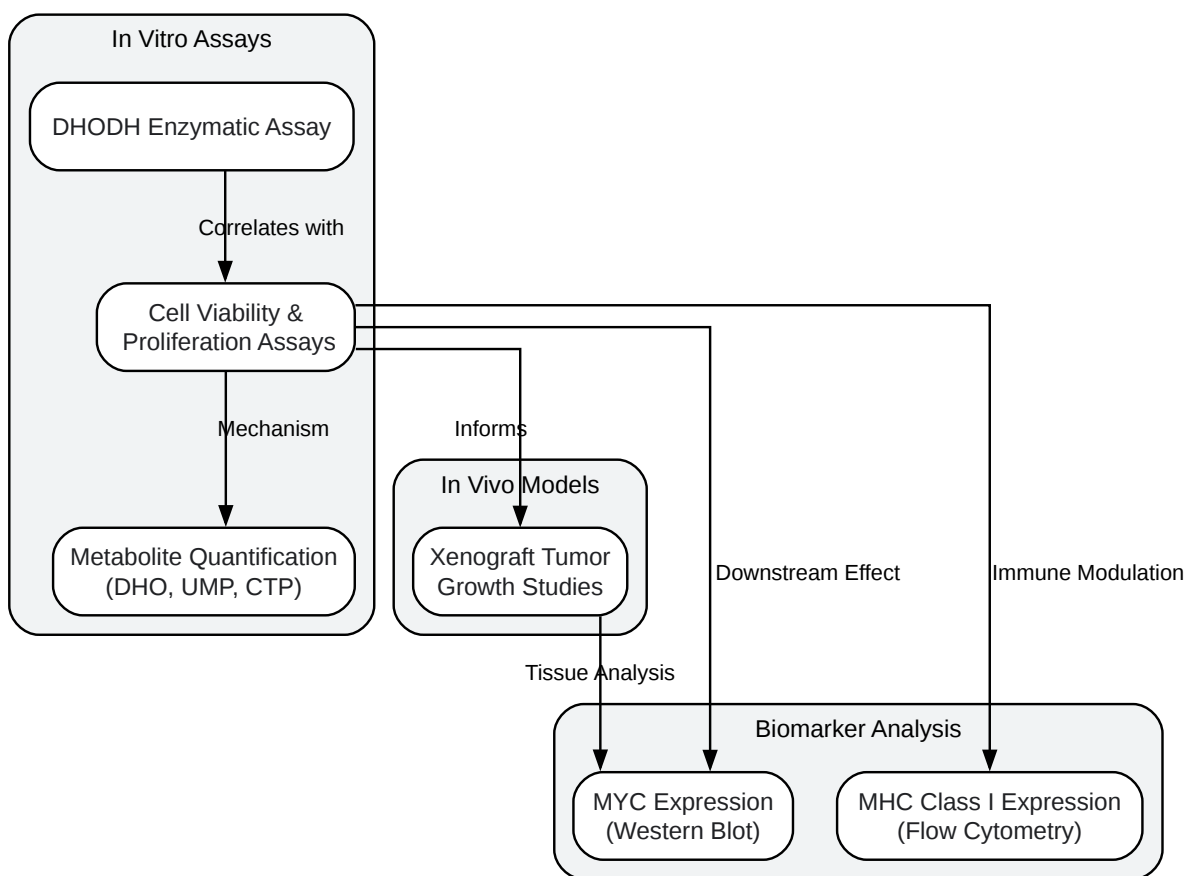 In Vitro Assays
DHODH Enzymatic Assay
Correlates with
Cell Viability &
Proliferation Assays
Mechanism
Informs
In Vivo Models
Metabolite Quantification
(DHO, UMP, CTP)
Xenograft Tumor
Growth Studies
Downstream Effect
Immune Modulation
Tissue Analysis
Biomarker Analysis
MYC Expression
(Western Blot)
MHC Class I Expression
(Flow Cytometry)